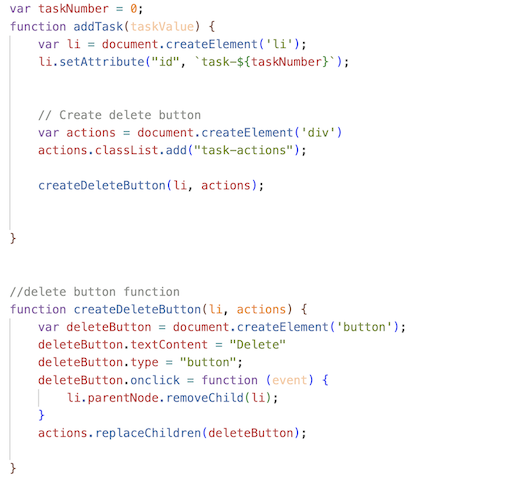 var taskNumber = 0;
function addTask(taskValue) {
var li = document.createElement('li');
li.setAttribute("id", `task-${taskNumber}`);
// Create delete button
var actions = document.createElement('div')
actions.classList.add("task-actions");
createDeleteButton(li, actions);
}
//delete button function
function createDeleteButton(li, actions) {
var deleteButton = document.createElement('button');
deleteButton.textContent = "Delete"
deleteButton.type = "button";
deleteButton.onclick = function (event) {
li.parentNode.removeChild(li);
}
actions.replaceChildren(deleteButton);
}